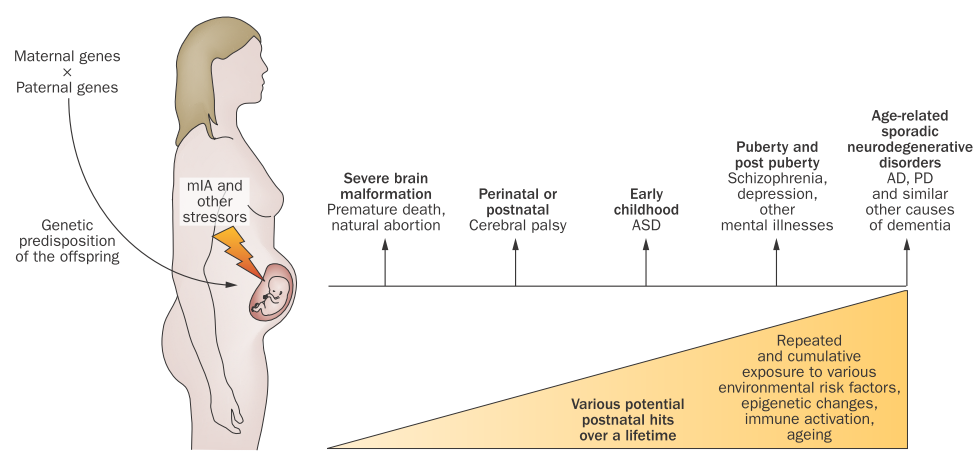 Maternal genes
×
Paternal genes
Genetic
predisposition
of the offspring
mIA and
other
stressors
Severe brain
malformation
Premature death,
natural abortion
Perinatal or
postnatal
Cerebral palsy
Early
childhood
ASD
Puberty and
post puberty
Schizophrenia,
depression,
other
mental illnesses
Age-related
sporadic
neurodegenerative
disorders
AD, PD
and similar
other causes
of dementia
Various potential
postnatal hits
over a lifetime
Repeated
and cumulative
exposure to various
environmental risk factors,
epigenetic changes,
immune activation,
ageing